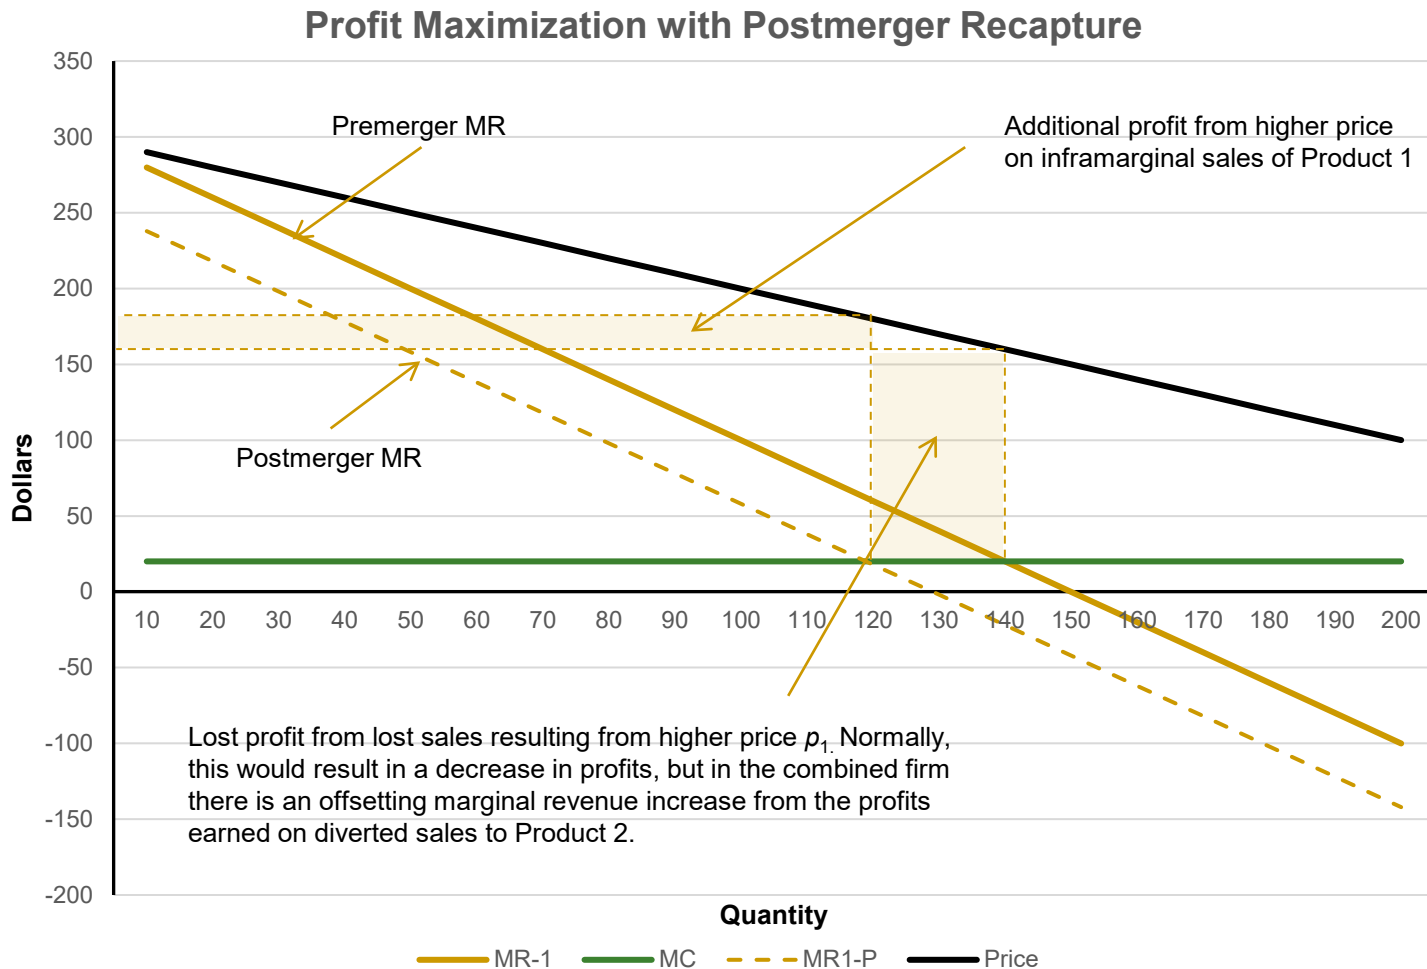 Profit Maximization with Postmerger Recapture
350
300
250
200
150
100
50
0
-50
-100
-150
-200
Dollars
Premerger MR
Additional profit from higher price
on inframarginal sales of Product 1
Postmerger MR
10 20 30 40 50 60 70 80 90 100 110 120 130 140 150 160 170 180 190 200
Lost profit from lost sales resulting from higher price p1. Normally,
this would result in a decrease in profits, but in the combined firm
there is an offsetting marginal revenue increase from the profits
earned on diverted sales to Product 2.
Quantity
MR-1 MC MR1-P Price